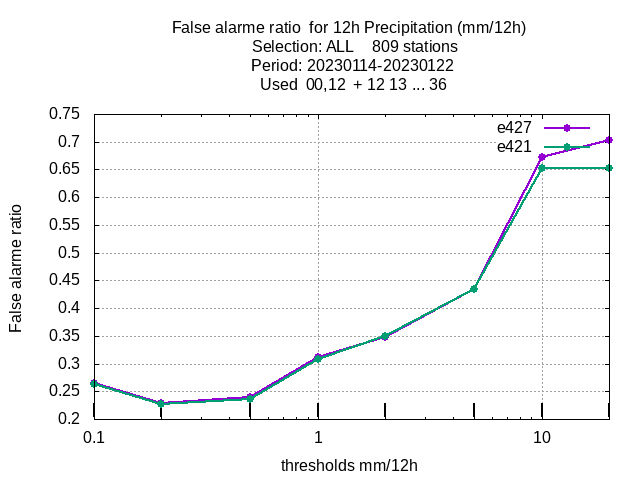 False alarme ratio  for 12h Precipitation (mm/12h)
Selection: ALL    809 stations
Period: 20230114-20230122
Used  00,12  + 12 13 ... 36
e427
e421
False alarme ratio
0.75
0.7
0.65
0.6
0.55
0.5
0.45
0.4
0.35
0.3
0.25
0.2
0.1
1
10
thresholds mm/12h